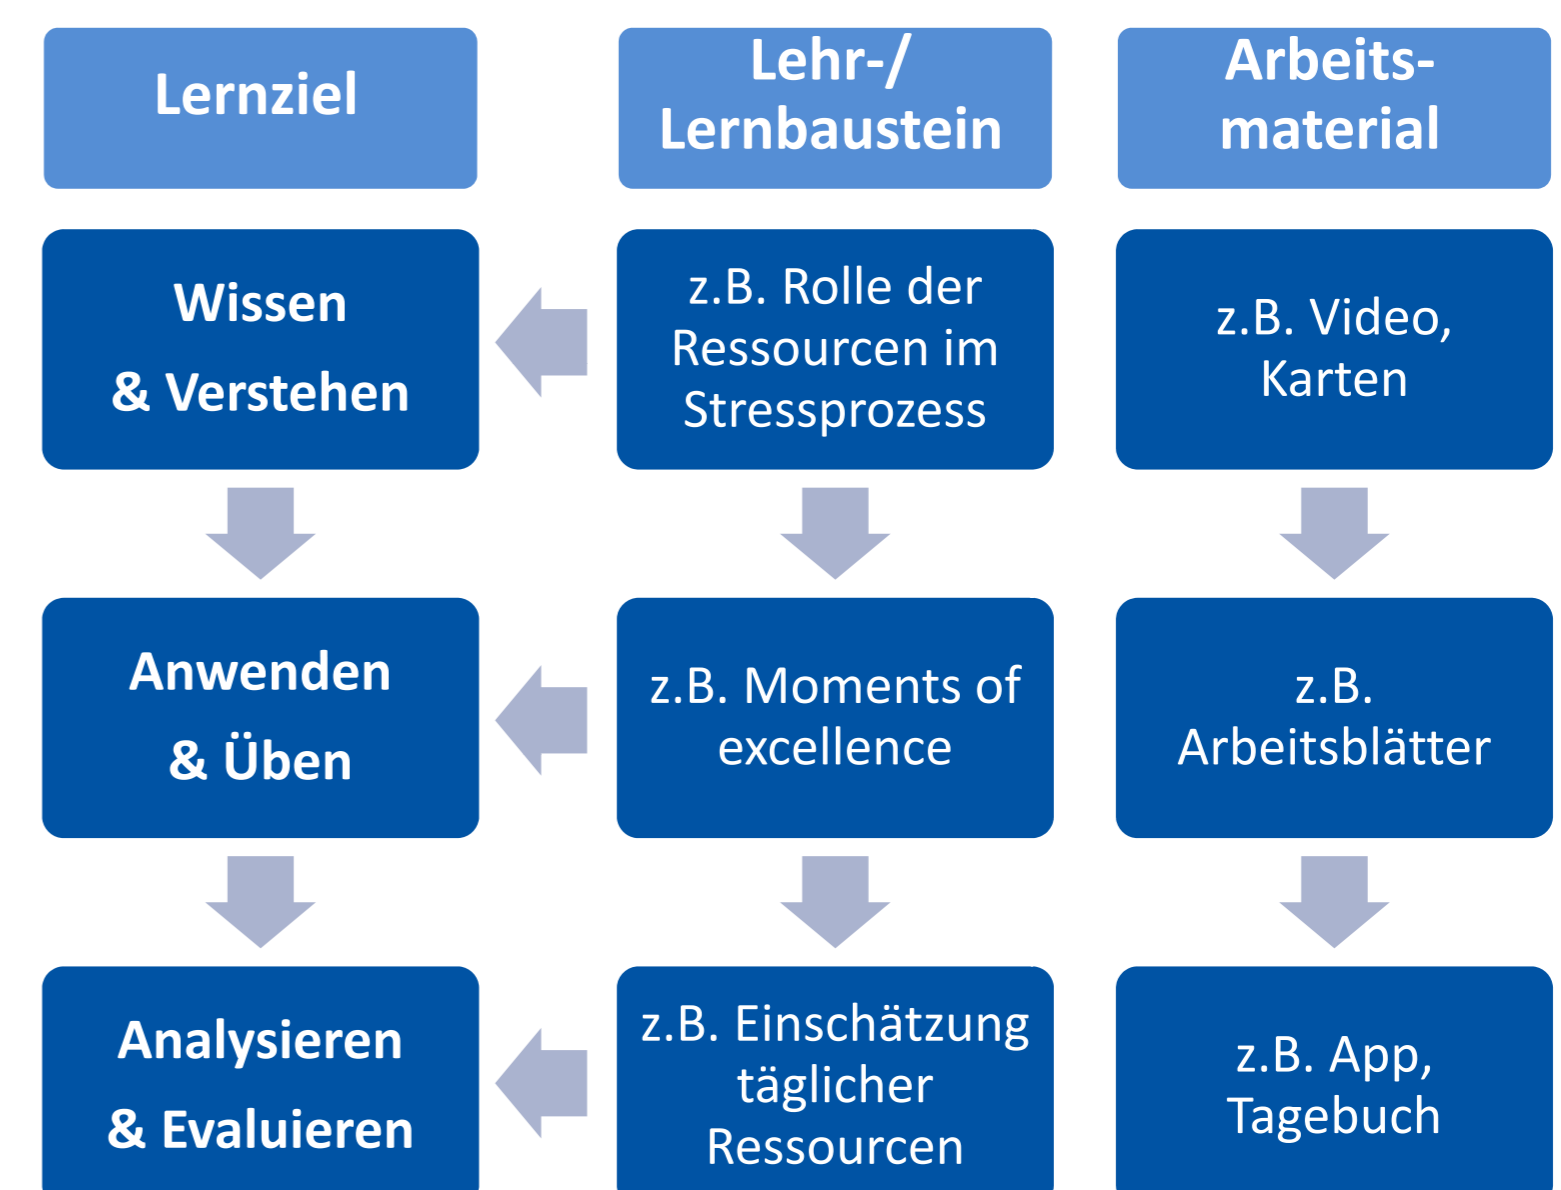 Lernziel
Lehr-/
Lernbaustein
Arbeits-
material
Wissen
& Verstehen
z.B. Rolle der
Ressourcen im
Stressprozess
z.B. Video,
Karten
Anwenden
& Üben
z.B. Moments of
excellence
z.B.
Arbeitsblätter
Analysieren
& Evaluieren
z.B. Einschätzung
täglicher
Ressourcen
z.B. App,
Tagebuch